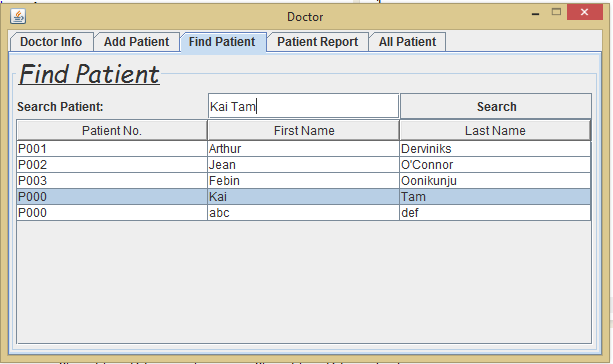 Doctor
Doctor Info Add Patient Find Patient Patient Report All Patient
Find Patient
Search Patient: Kai Tam Search
Patient No. First Name Last Name
P001 Arthur Derviniks
P002 Jean O'Connor
P003 Febin Oonikunju
P000 Kai Tam
P000 abc def